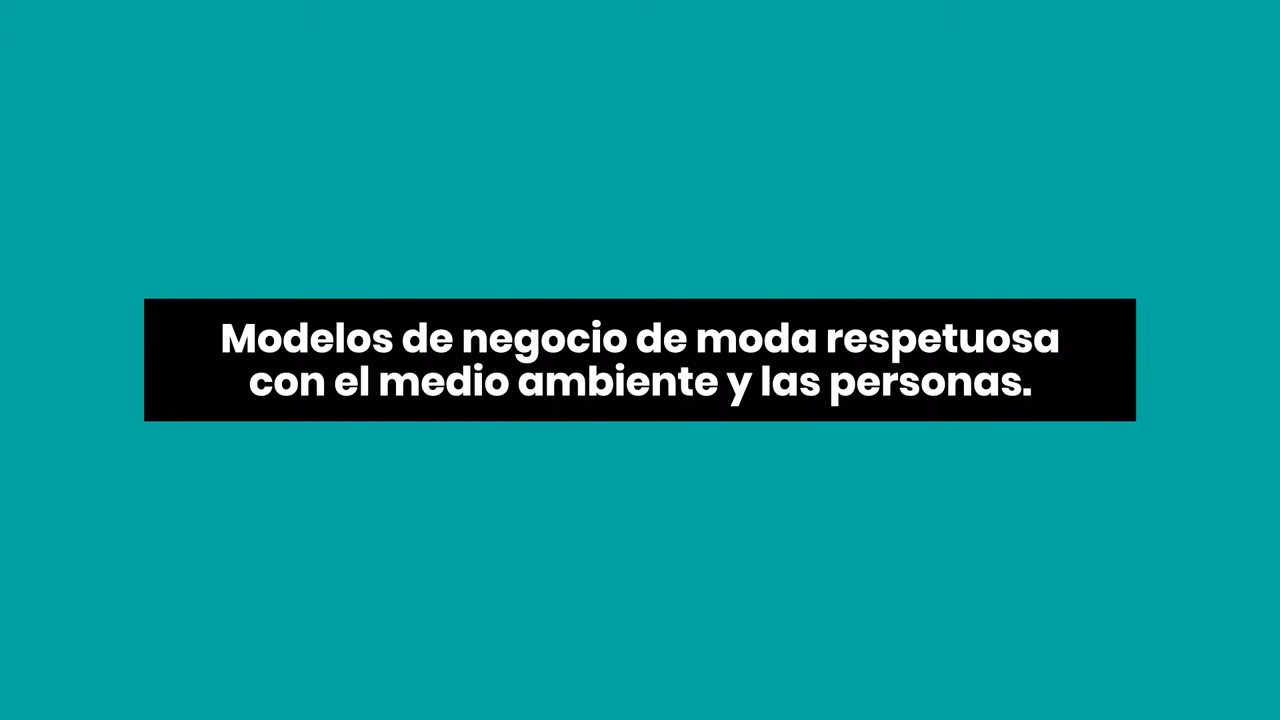 Modelos de negocio de moda respetuosa
con el medio ambiente y las personas.